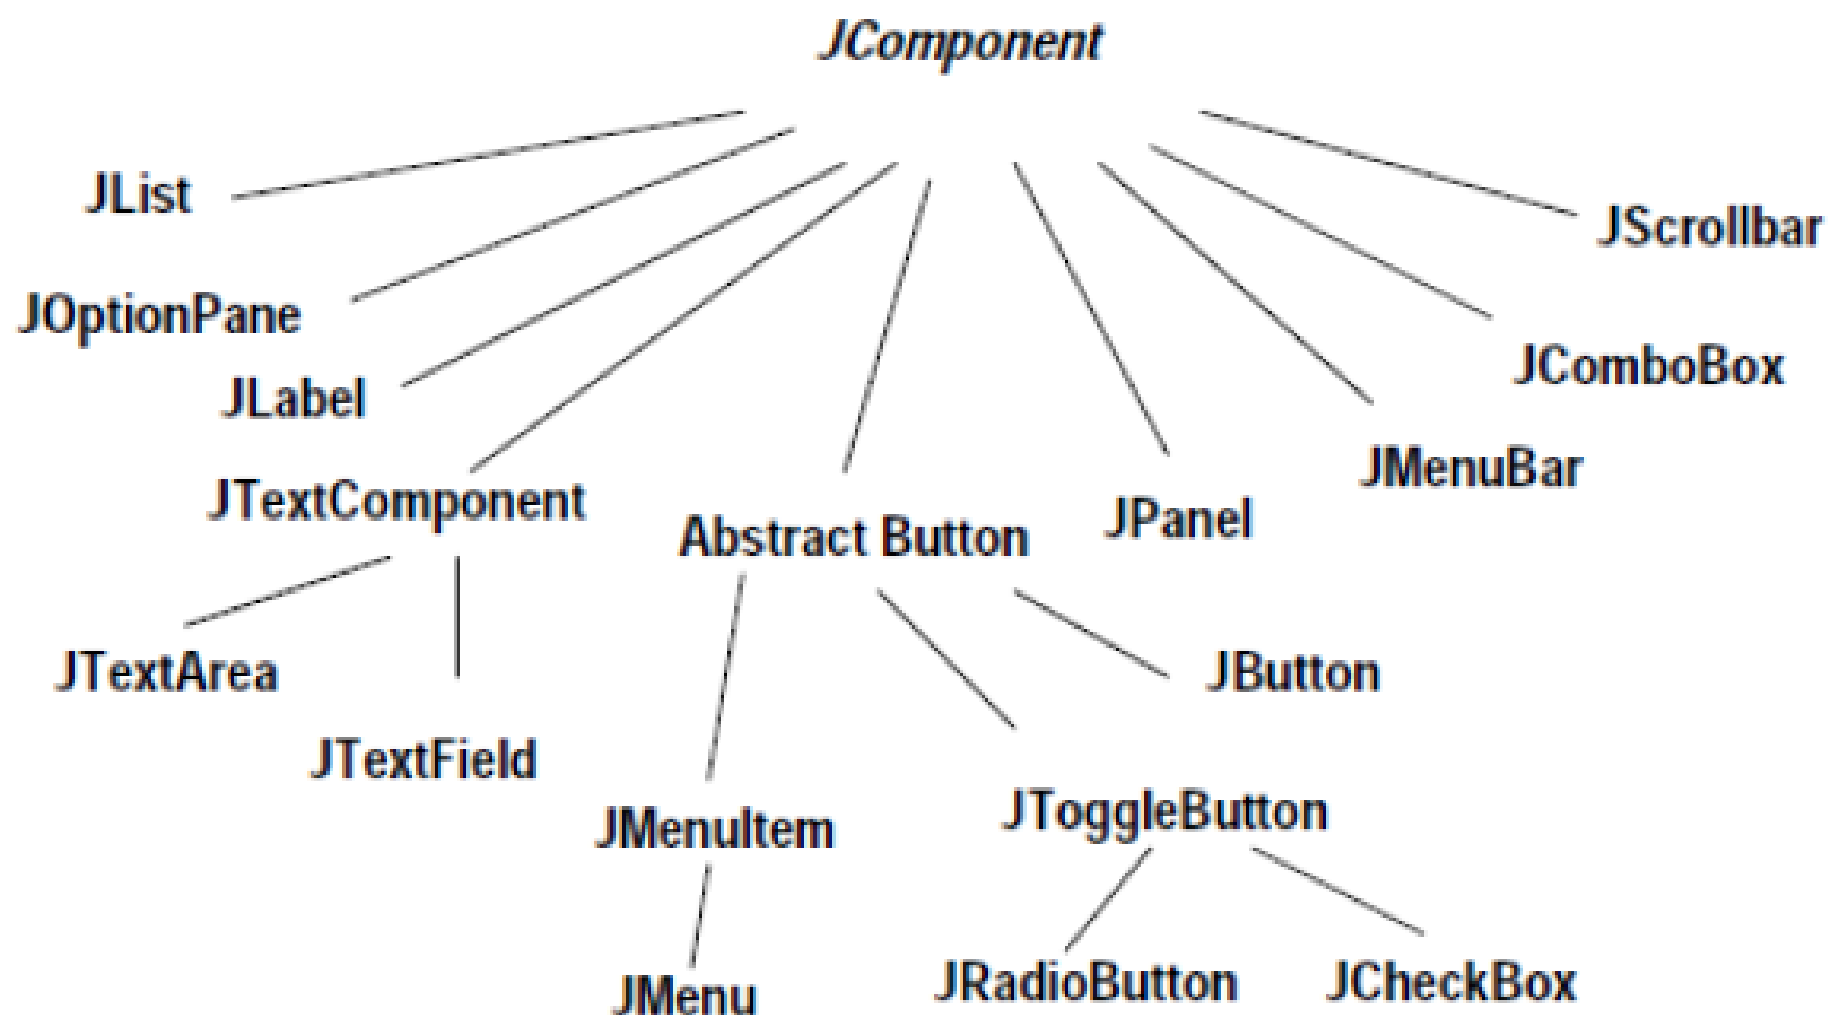 JComponent
JList
JScrollbar
JOptionPane
JComboBox
JLabel
JMenuBar
JTextComponent
JPanel
Abstract Button
JTextArea
JButton
JTextField
JToggleButton
JMenuItem
JRadioButton
JCheckBox
JMenu